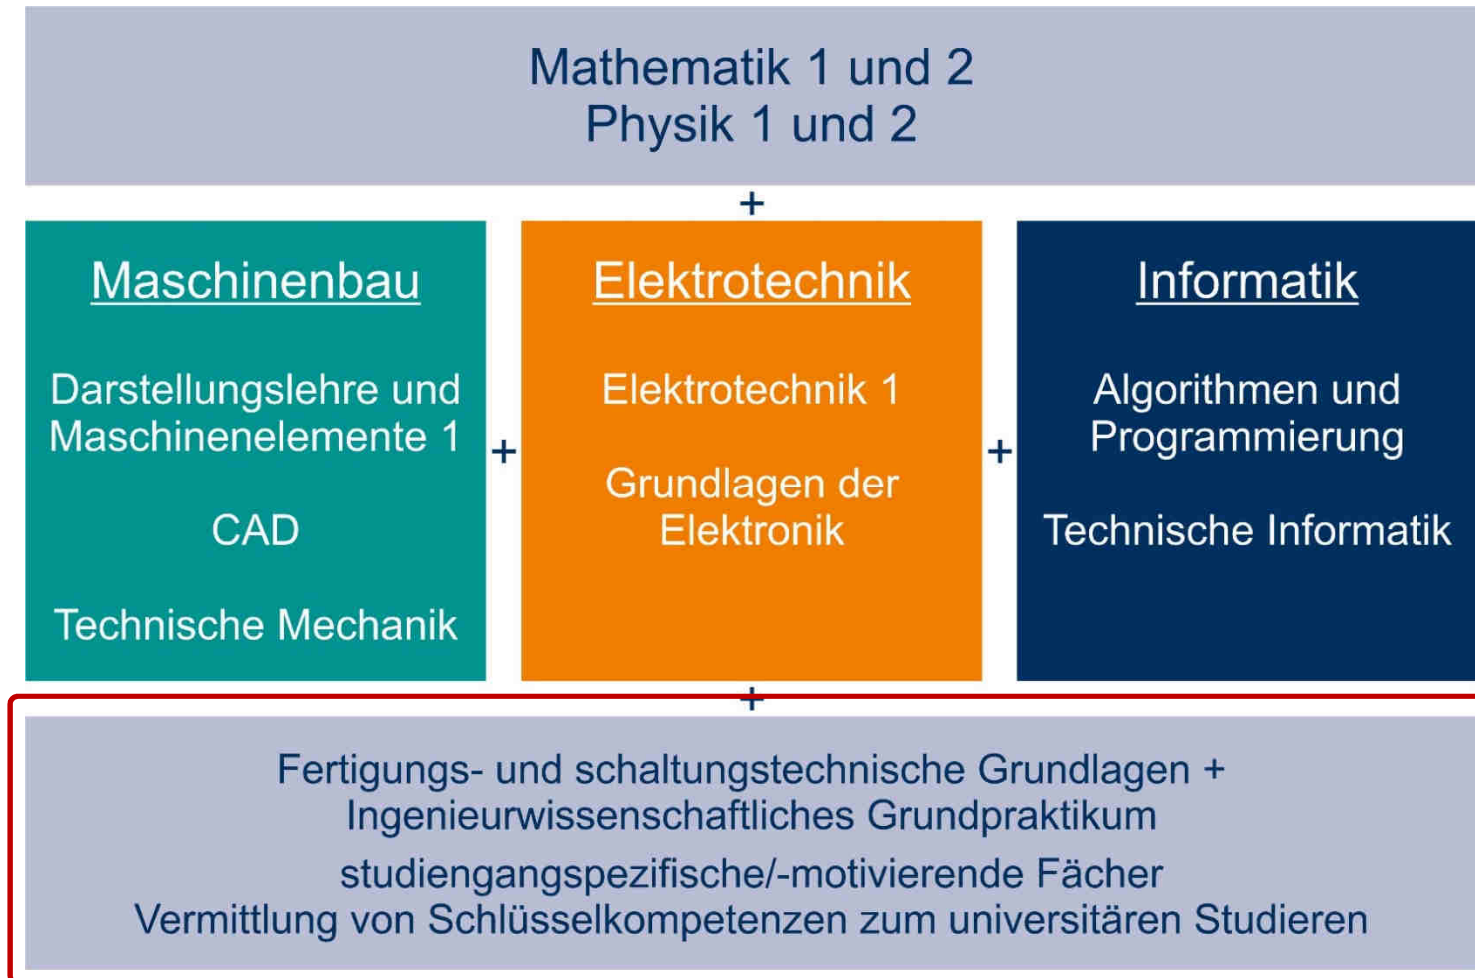 Mathematik 1 und 2
Physik 1 und 2
+
Maschinenbau
Darstellungslehre und
Maschinenelemente 1
CAD
Technische Mechanik
+
Elektrotechnik
Elektrotechnik 1
Grundlagen der
Elektronik
+
Informatik
Algorithmen und
Programmierung
Technische Informatik
+
Fertigungs- und schaltungstechnische Grundlagen +
Ingenieurwissenschaftliches Grundpraktikum
studiengangspezifische/-motivierende Fächer
Vermittlung von Schlüsselkompetenzen zum universitären Studieren